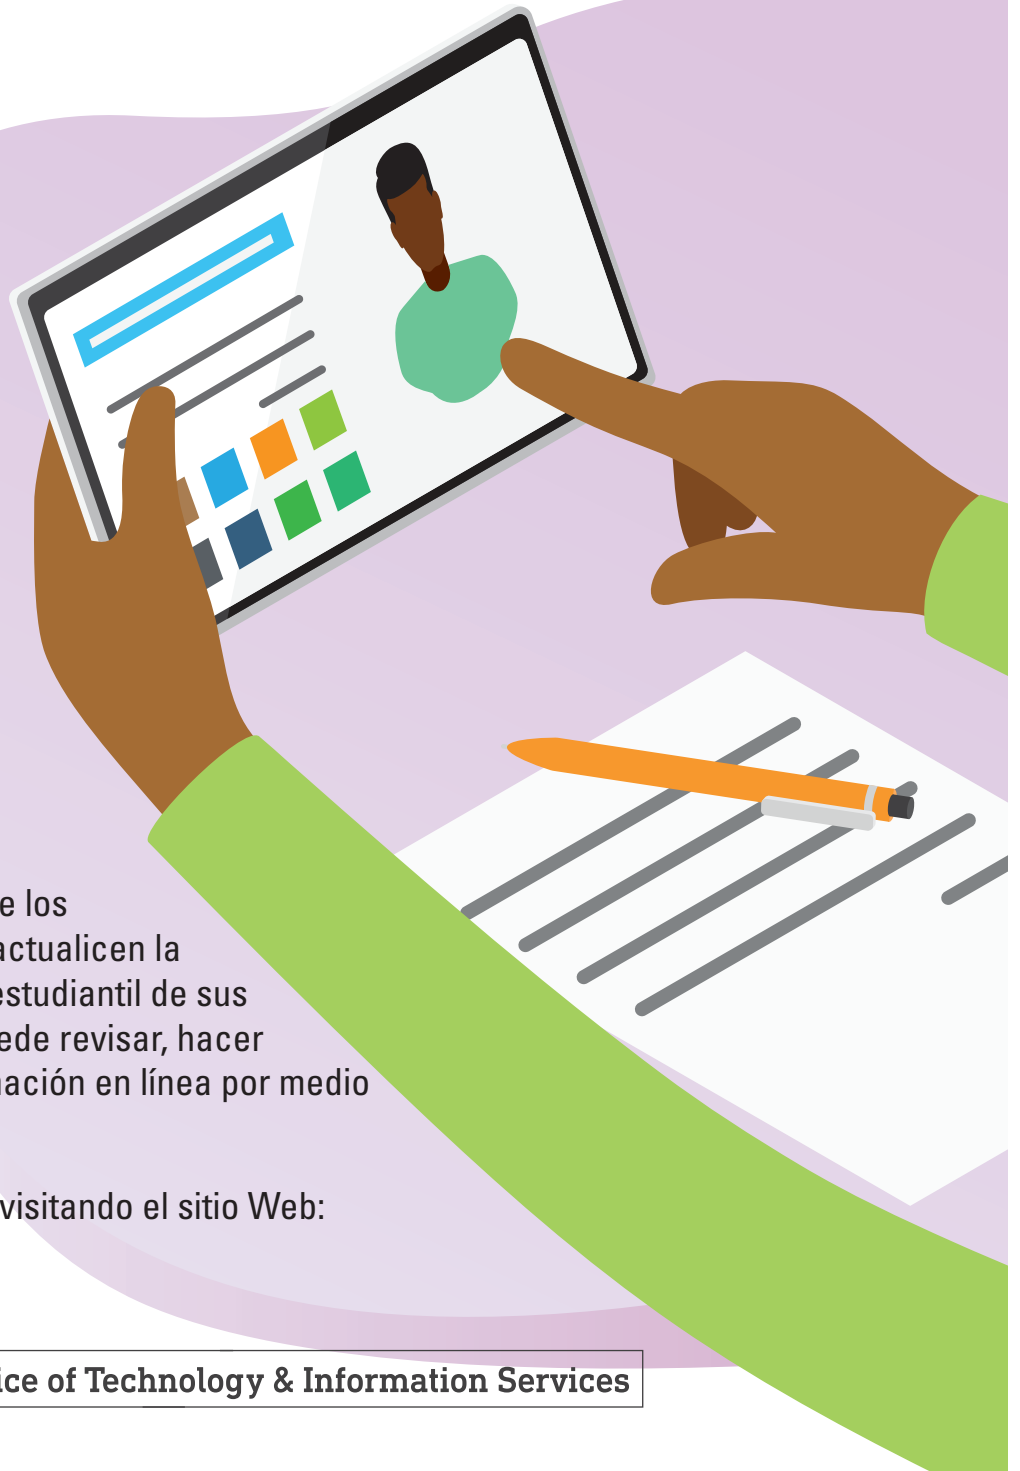 e los
actualicen la
estudiantil de sus
ede revisar, hacer
nación en línea por medio
visitando el sitio Web:
ice of Technology & Information Services